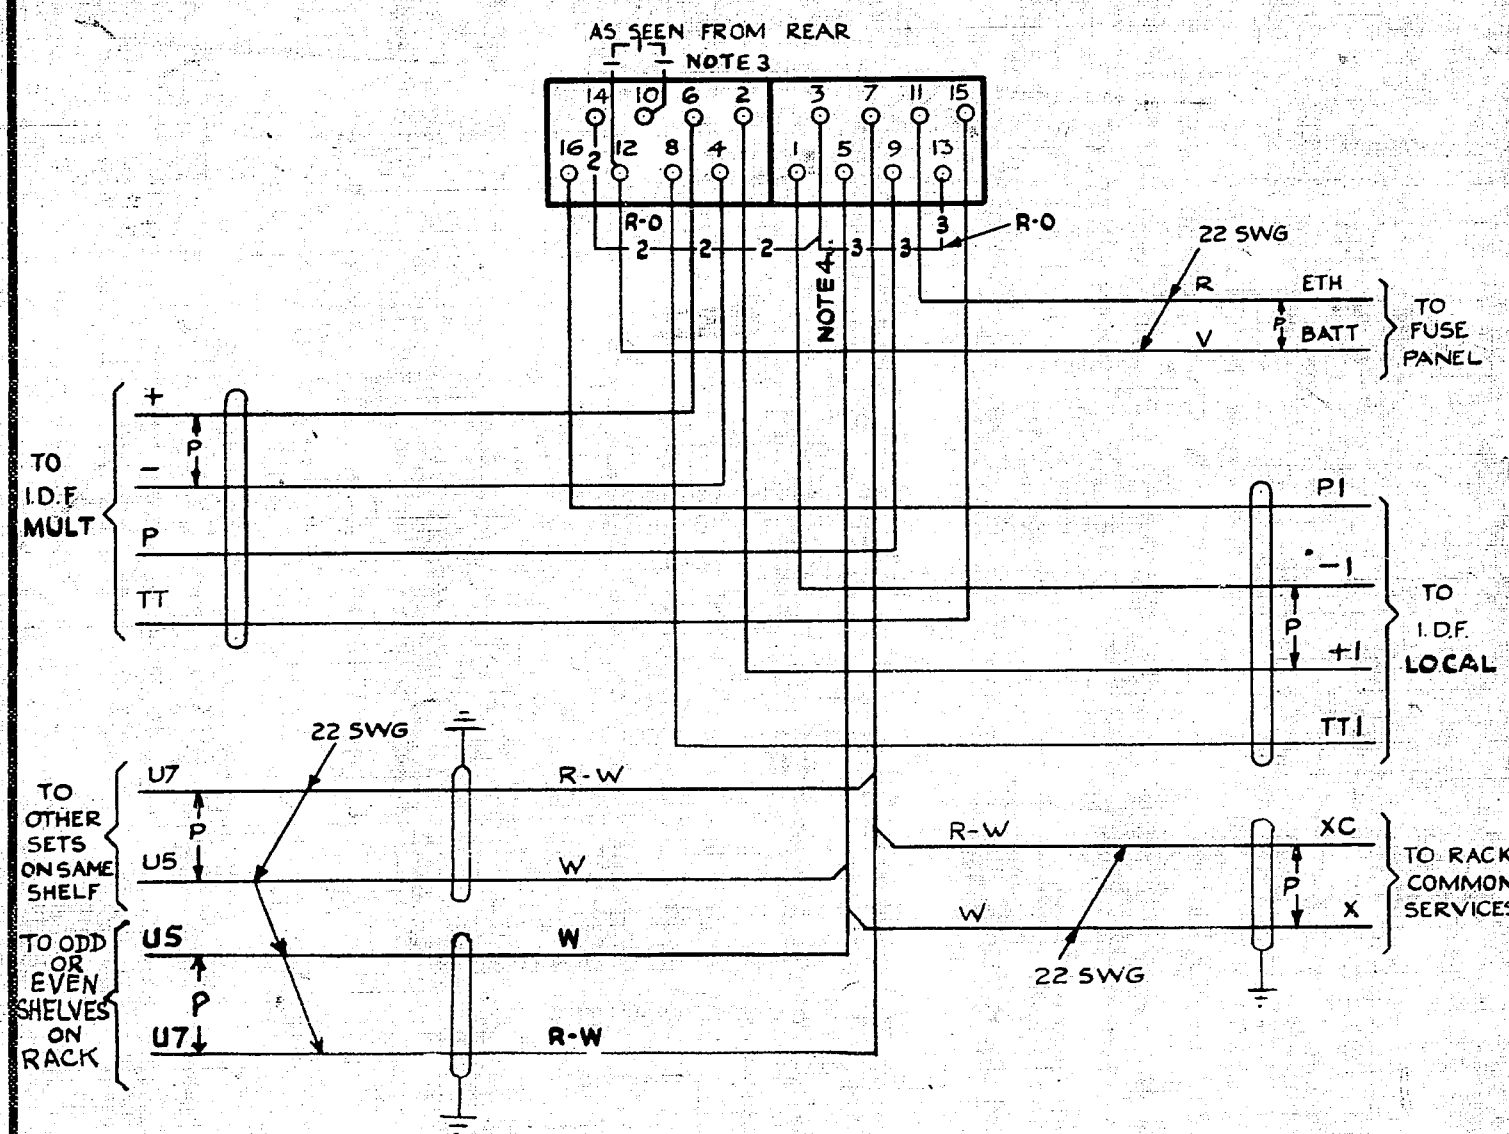 AS SEEN FROM REAR
NOTE 3
14 10 6 2 3 7 11 15
16 2 12 8 4 1 5 9 13
R-O
3
R-O
2 2 2 3 3
NOTE 4
22 SWG
R ETH
P
V BATT
TO
FUSE
PANEL
+
P
-
P
TT
TO
I.D.F
MULT
P1
-1
P
+1
TT1
TO
I.D.F.
LOCAL
22 SWG
U7
R-W
P
U5
W
TO
OTHER
SETS
ON SAME
SHELF
R-W
XC
P
W
X
22 SWG
TO RACK
COMMON
SERVICES
U5
W
P
U7
R-W
TO ODD
OR
EVEN
SHELVES
ON
RACK